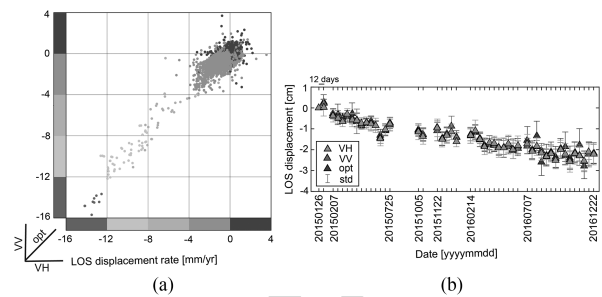 (a)
4
0
-4
-8
-12
-16
-16 -12 -8 -4 0 4
VV
opt
VH
LOS displacement rate [mm/yr]
(a)
(b)
12 days
LOS displacement [cm]
1
0
-1
-2
-3
-4
VH
VV
opt
std
20150126
20150207
20150725
20151005
20151122
20160214
20160707
20161222
Date [yyyymmdd]
(b)